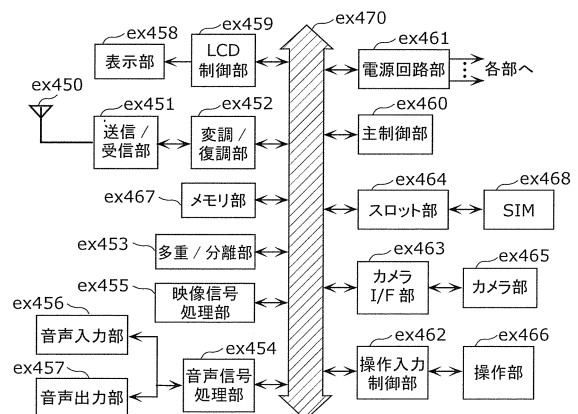 ex458
ex459
ex470
ex461
表示部
LCD
制御部
電源回路部
各部へ
ex450
ex451
ex452
ex460
送信/
受信部
変調/
復調部
主制御部
ex467
メモリ部
ex464
ex468
スロット部
SIM
ex453
多重/分離部
ex463
ex465
ex455
映像信号
処理部
カメラ
I/F部
カメラ部
ex456
音声入力部
ex454
ex462
ex466
ex457
音声出力部
音声信号
処理部
操作入力
制御部
操作部